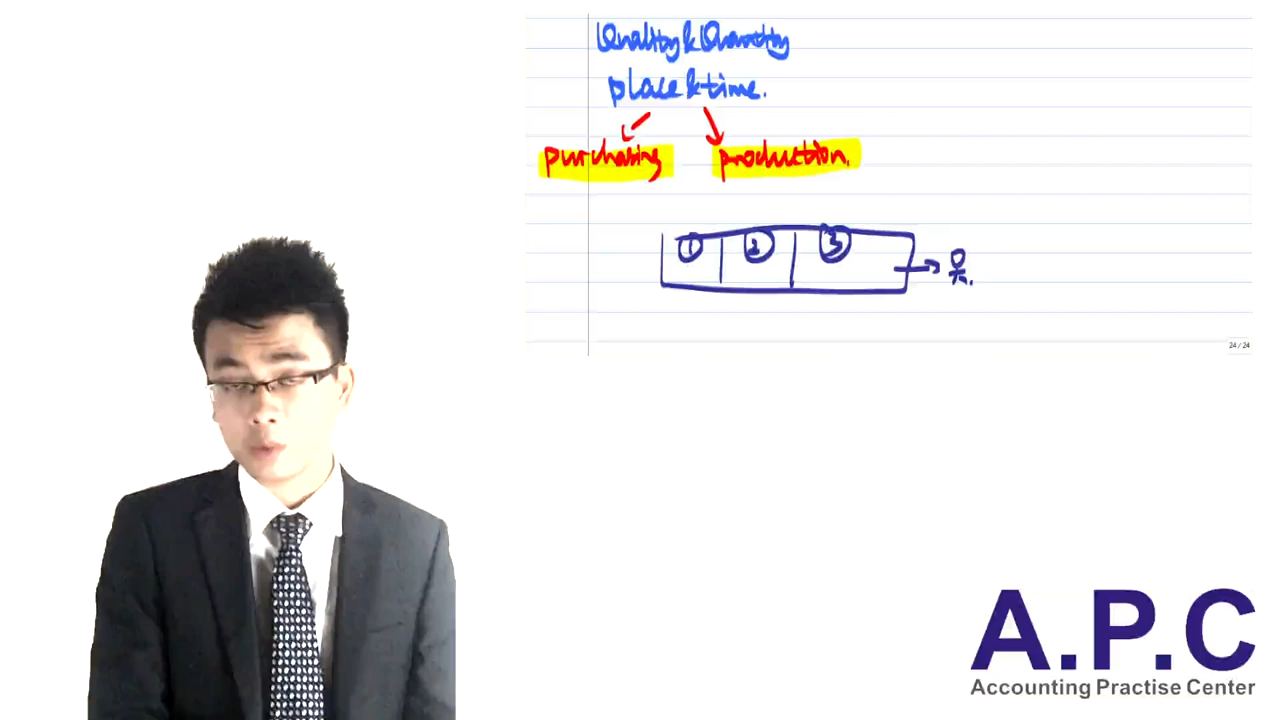 Quality & Quantity
place & time.
purchasing production.
1 2 3
24 / 24
A.P.C
Accounting Practise Center